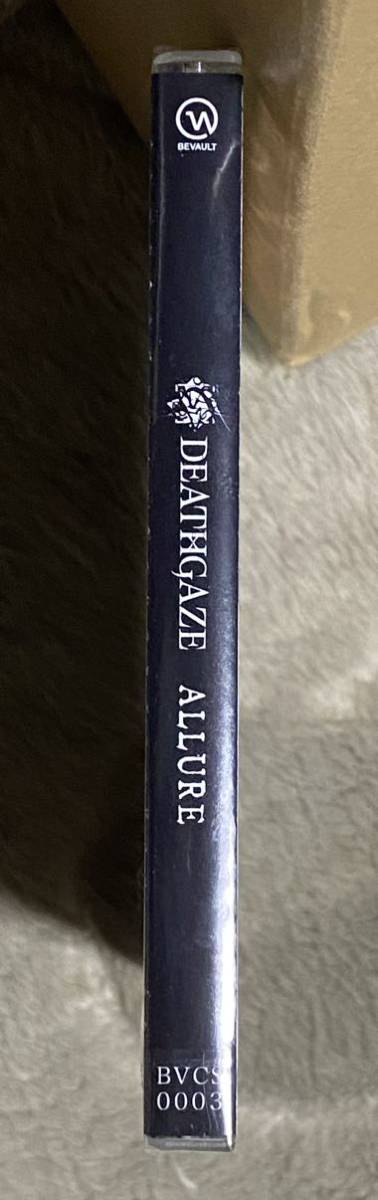 BEVAULT
DEATHGAZE ALLURE
BVCS
0003